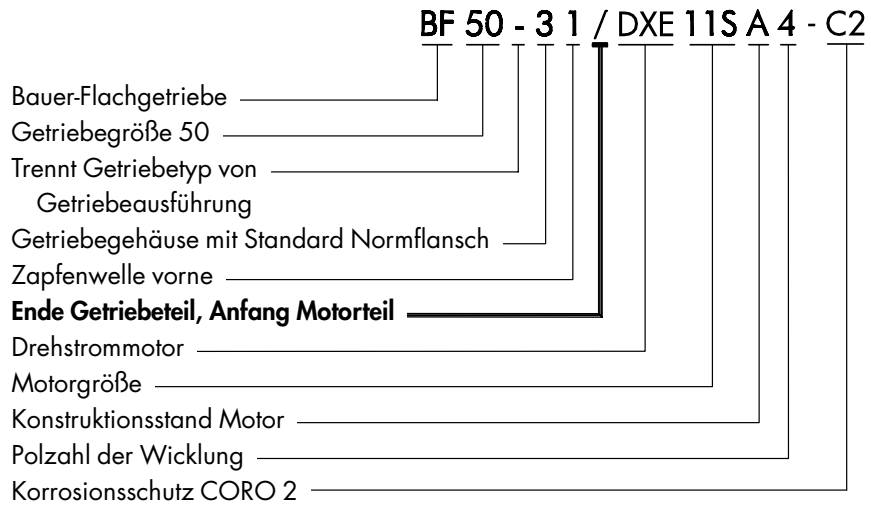 BF 50 - 3 1 / DXE 11S A 4 - C2
Bauer-Flachgetriebe
Getriebegröße 50
Trennt Getriebetyp von
Getriebeausführung
Getriebegehäuse mit Standard Normflansch
Zapfenwelle vorne
Ende Getriebeteil, Anfang Motorteil
Drehstrommotor
Motorgröße
Konstruktionsstand Motor
Polzahl der Wicklung
Korrosionsschutz CORO 2